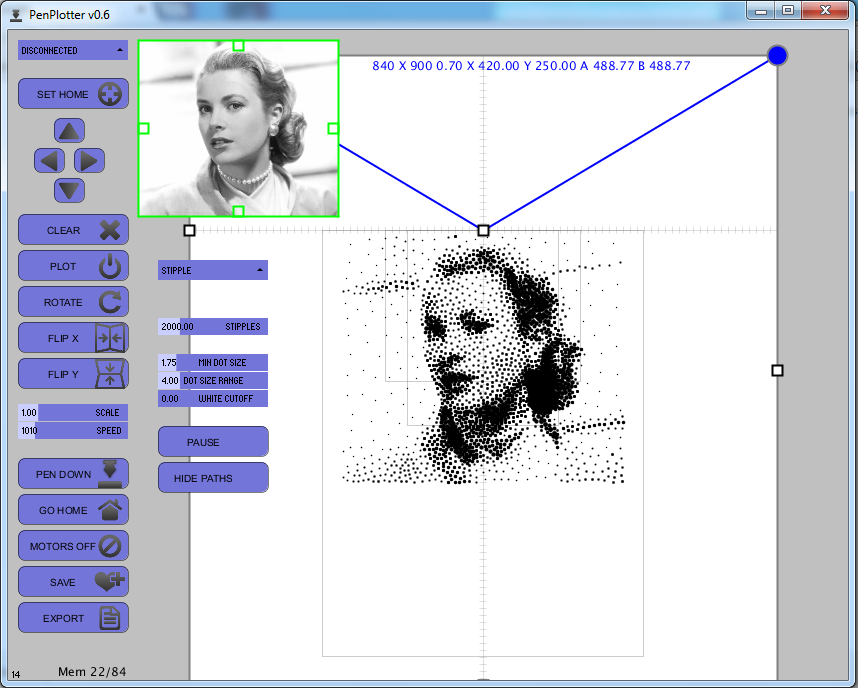 PenPlotter v0.6
DISCONNECTED
840 X 900 0.70 X 420.00 Y 250.00 A 488.77 B 488.77
SET HOME
CLEAR
PLOT
ROTATE
FLIP X
FLIP Y
1.00 SCALE
1010 SPEED
PEN DOWN
GO HOME
MOTORS OFF
SAVE
EXPORT
14 Mem 22/84
STIPPLE
2000.00 STIPPLES
1.75 MIN DOT SIZE
4.00 DOT SIZE RANGE
0.00 WHITE CUTOFF
PAUSE
HIDE PATHS